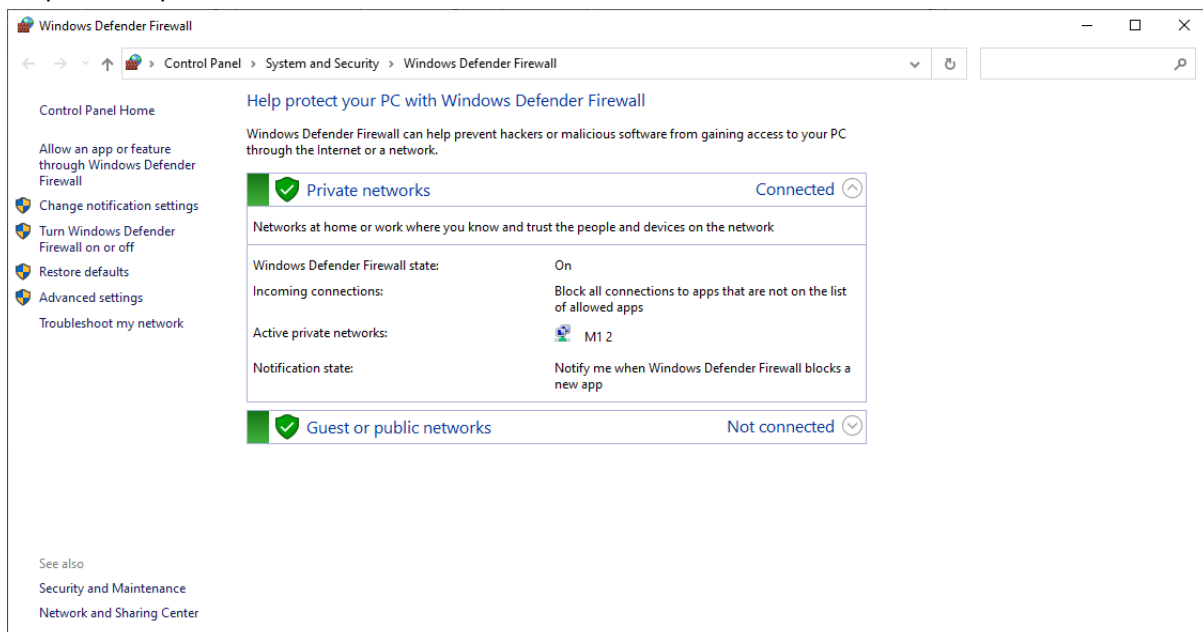 Windows Defender Firewall
Control Panel > System and Security > Windows Defender Firewall
Control Panel Home
Allow an app or feature
through Windows Defender
Firewall
Change notification settings
Turn Windows Defender
Firewall on or off
Restore defaults
Advanced settings
Troubleshoot my network
See also
Security and Maintenance
Network and Sharing Center
Help protect your PC with Windows Defender Firewall
Windows Defender Firewall can help prevent hackers or malicious software from gaining access to your PC
through the Internet or a network.
Private networks Connected
Networks at home or work where you know and trust the people and devices on the network
Windows Defender Firewall state: On
Incoming connections: Block all connections to apps that are not on the list
of allowed apps
Active private networks: M1 2
Notification state: Notify me when Windows Defender Firewall blocks a
new app
Guest or public networks Not connected